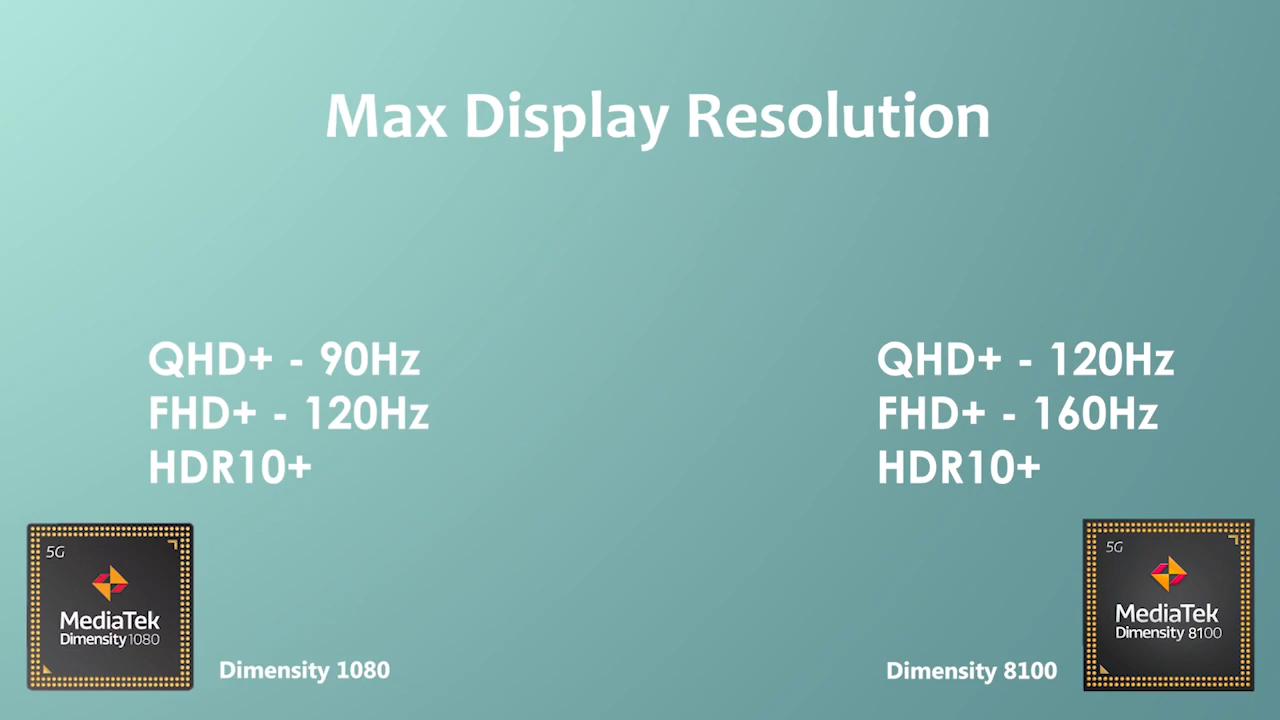 Max Display Resolution
QHD+ - 90Hz
FHD+ - 120Hz
HDR10+
QHD+ - 120Hz
FHD+ - 160Hz
HDR10+
5G
MediaTek
Dimensity 1080
Dimensity 1080
Dimensity 8100
5G
MediaTek
Dimensity 8100